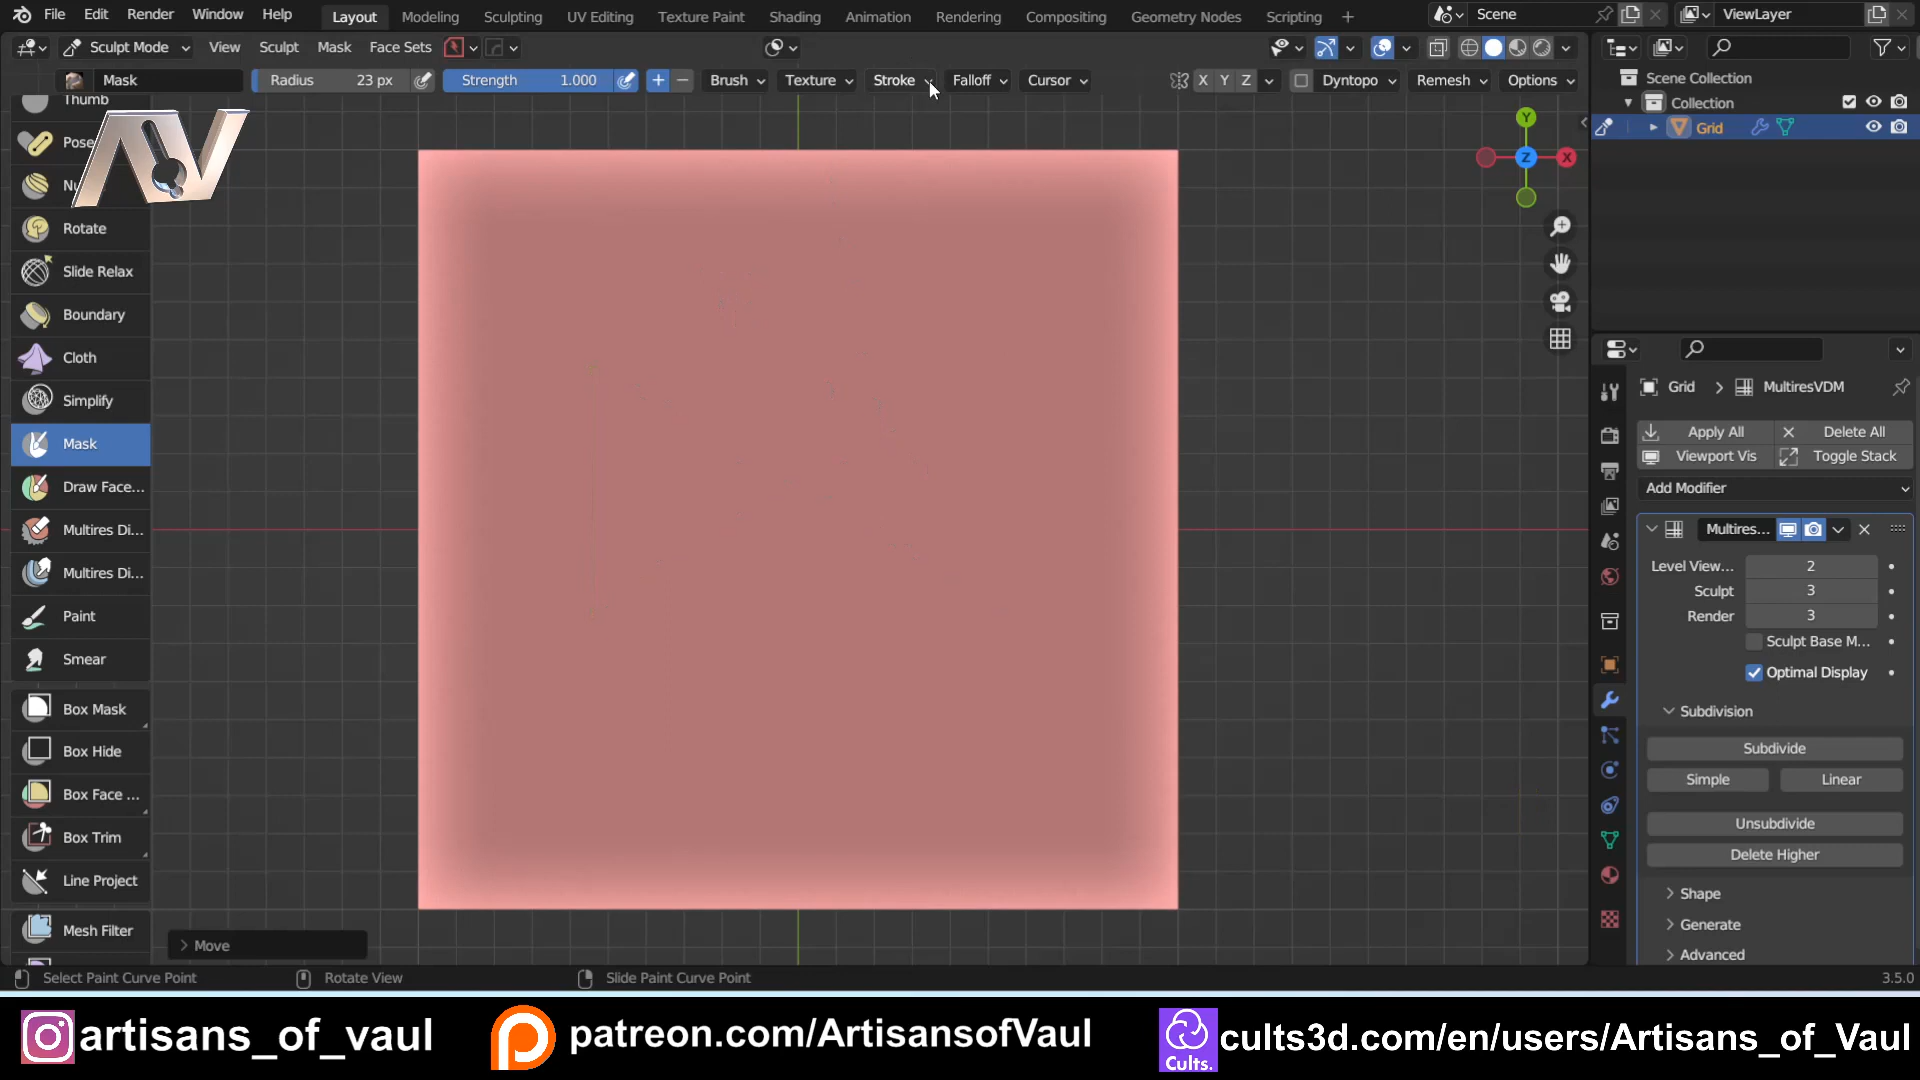 File Edit Render Window Help Layout Modeling Sculpting UV Editing Texture Paint Shading Animation Rendering Compositing Geometry Nodes Scripting + Scene ViewLayer
Sculpt Mode View Sculpt Mask Face Sets
Mask Radius 23 px Strength 1.000 + − Brush Texture Stroke Falloff Cursor X Y Z Dyntopo Remesh Options
Scene Collection
Collection
Grid
Y
Z X
Thumb
Pose
Nu
AV
Rotate
Slide Relax
Boundary
Cloth
Simplify
Mask
Draw Face...
Multires Di...
Multires Di...
Paint
Smear
Box Mask
Box Hide
Box Face ...
Box Trim
Line Project
Mesh Filter
Move
Grid > MultiresVDM
Apply All Delete All
Viewport Vis Toggle Stack
Add Modifier
Multires...
Level View... 2
Sculpt 3
Render 3
Sculpt Base M...
Optimal Display
Subdivision
Subdivide
Simple Linear
Unsubdivide
Delete Higher
Shape
Generate
Advanced
Select Paint Curve Point Rotate View Slide Paint Curve Point 3.5.0
artisans_of_vaul patreon.com/ArtisansofVaul Cults. cults3d.com/en/users/Artisans_of_Vaul